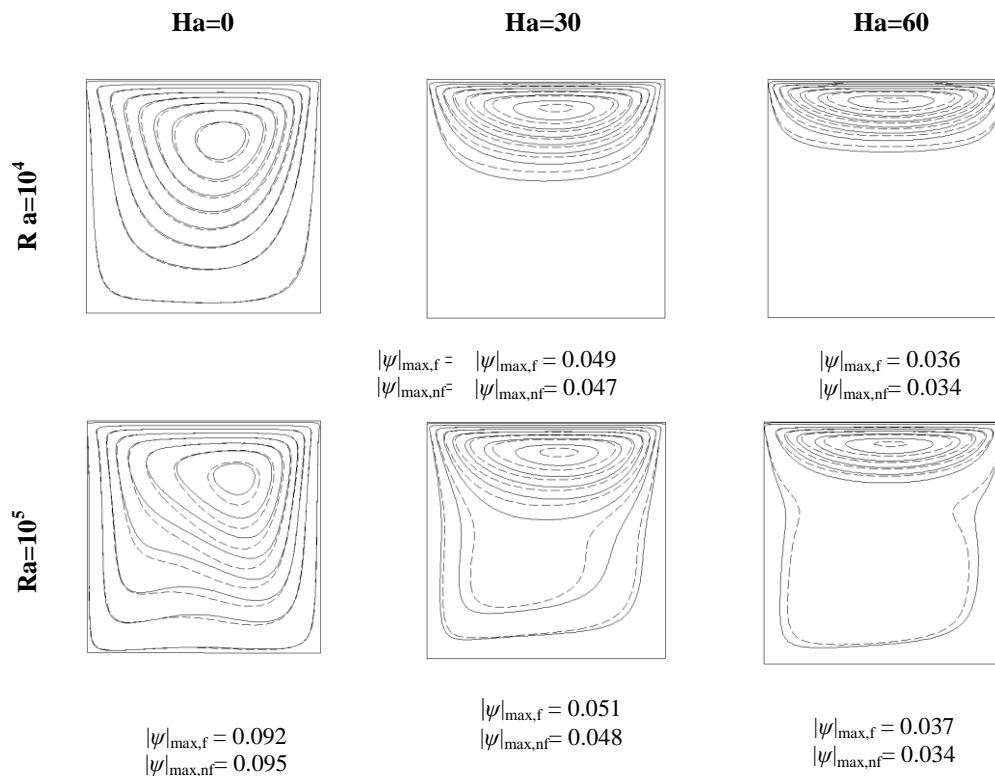 Ha=0
Ha=30
Ha=60
R a=10⁴
|ψ|max,f = |ψ|max,f = 0.049
|ψ|max,nf= |ψ|max,nf = 0.047
|ψ|max,f = 0.036
|ψ|max,nf = 0.034
Ra=10⁵
|ψ|max,f = 0.092
|ψ|max,nf = 0.095
|ψ|max,f = 0.051
|ψ|max,nf = 0.048
|ψ|max,f = 0.037
|ψ|max,nf = 0.034